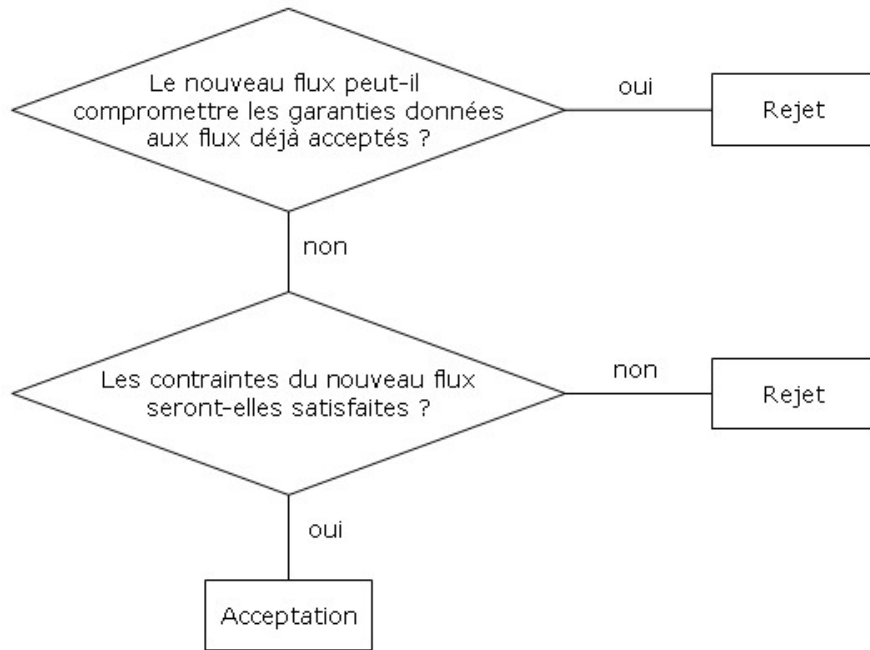 Le nouveau flux peut-il
compromettre les garanties données
aux flux déjà acceptés ?
oui
Rejet
non
Les contraintes du nouveau flux
seront-elles satisfaites ?
non
Rejet
oui
Acceptation